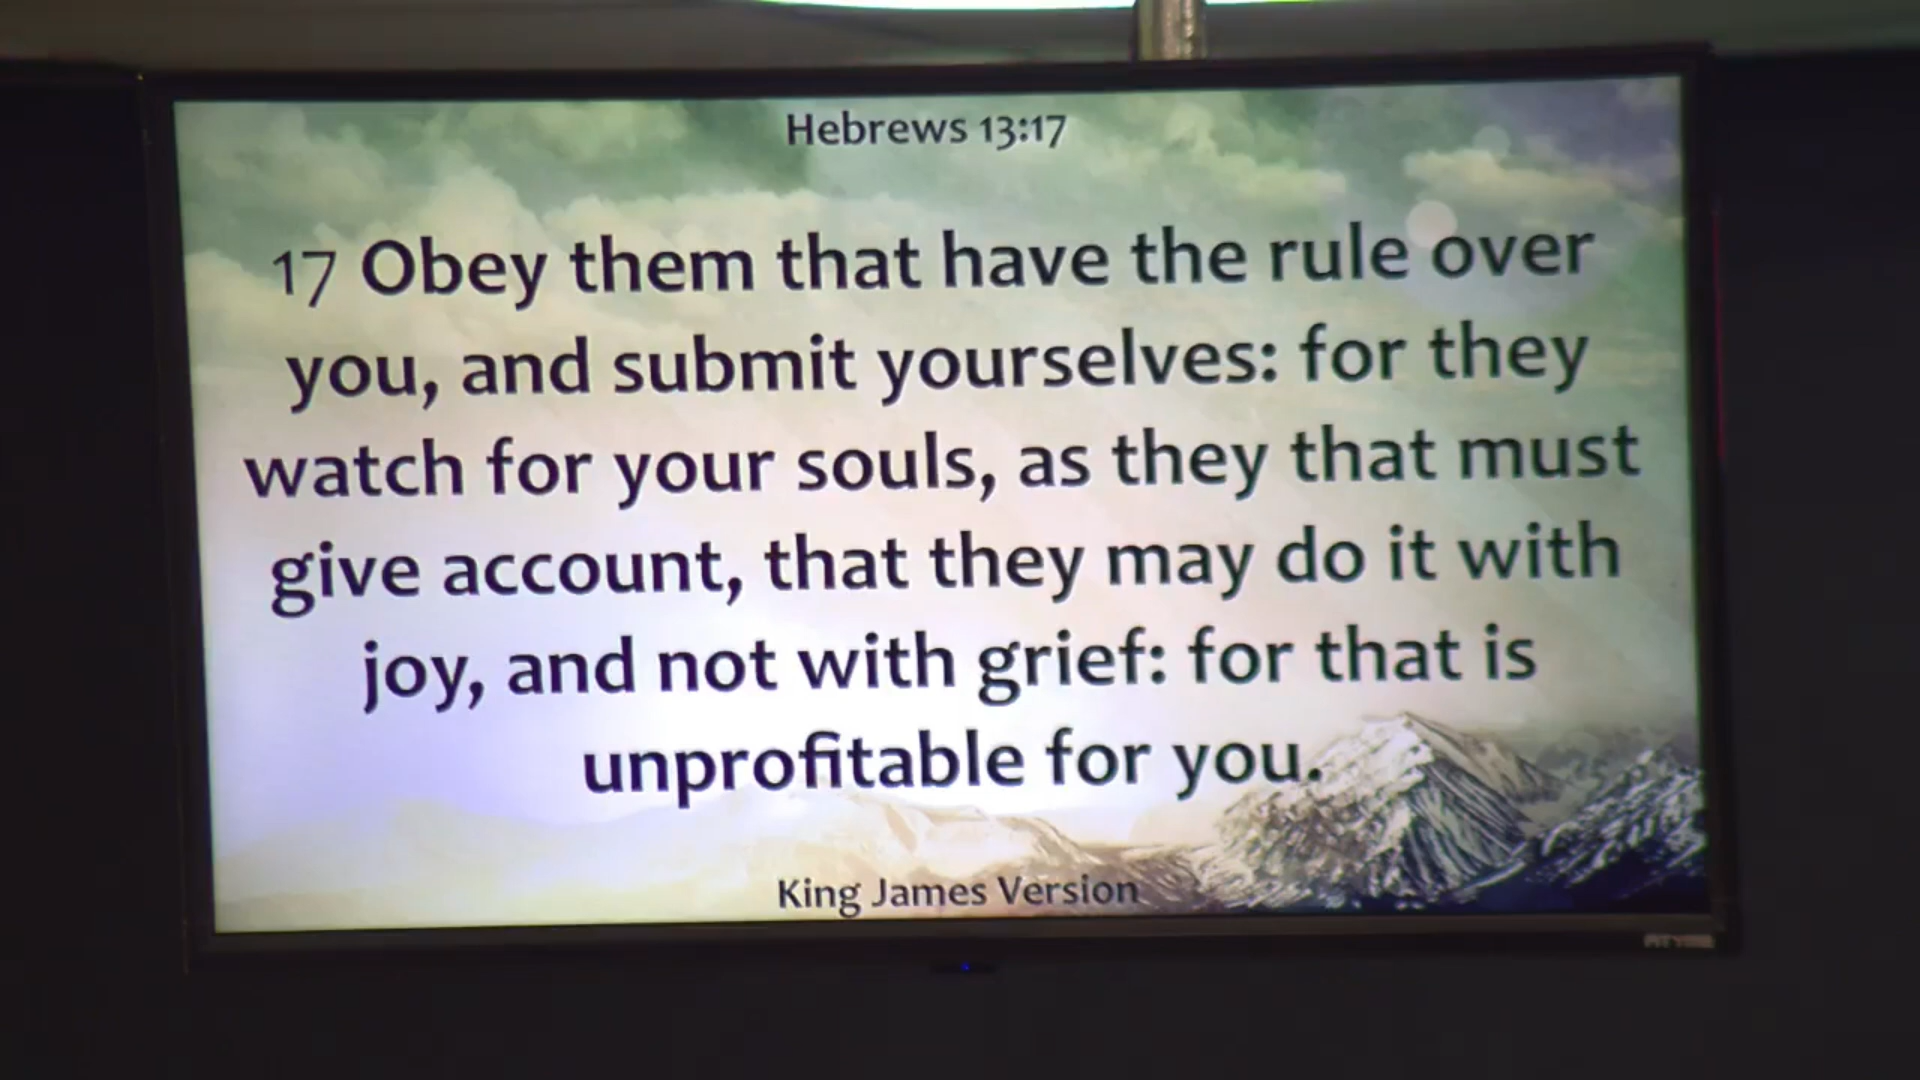 Hebrews 13:17
17 Obey them that have the rule over
you, and submit yourselves: for they
watch for your souls, as they that must
give account, that they may do it with
joy, and not with grief: for that is
unprofitable for you.
King James Version